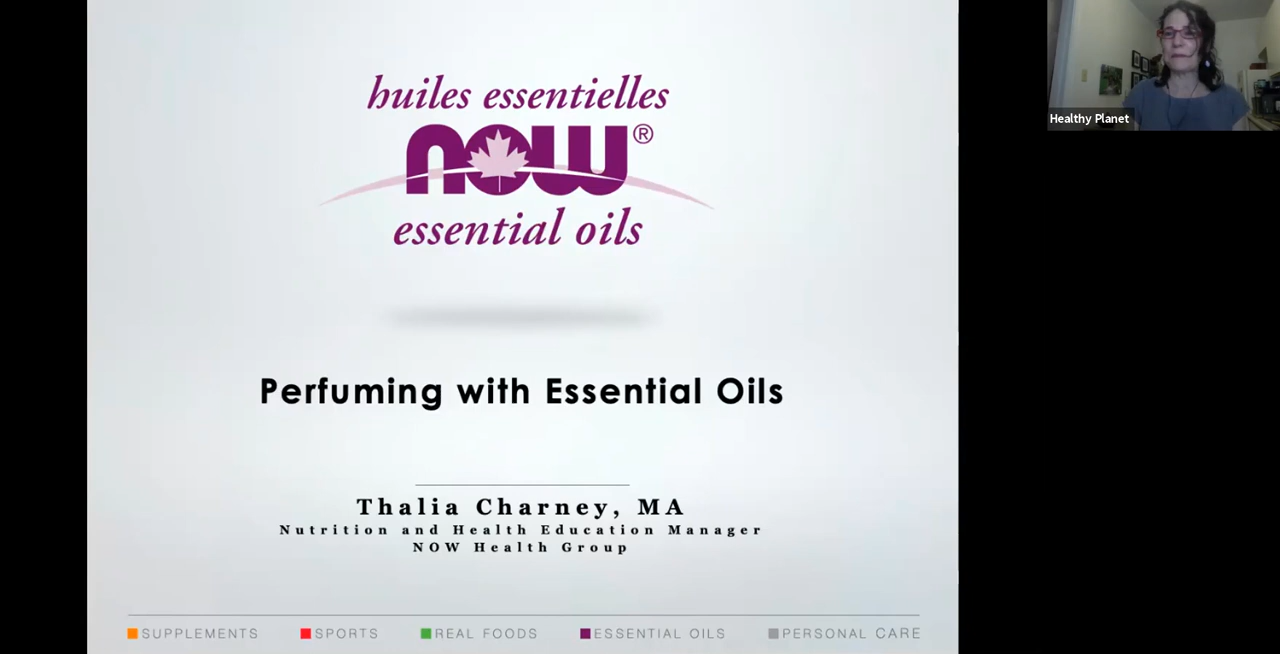 huiles essentielles
now®
essential oils
Healthy Planet
Perfuming with Essential Oils
Thalia Charney, MA
Nutrition and Health Education Manager
NOW Health Group
SUPPLEMENTS SPORTS REAL FOODS ESSENTIAL OILS PERSONAL CARE